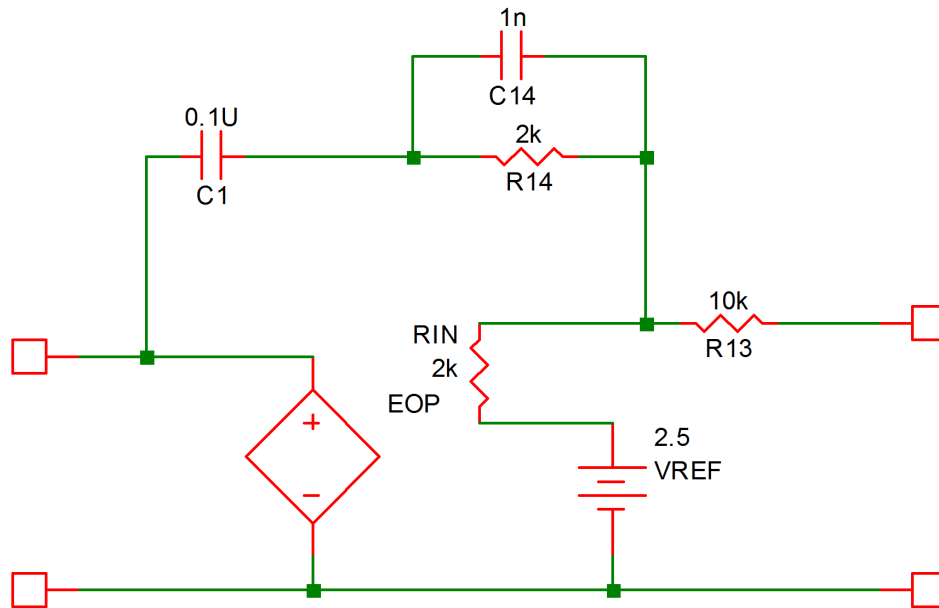 1n
C14
0.1U
C1
2k
R14
10k
R13
RIN
2k
EOP
2.5
VREF